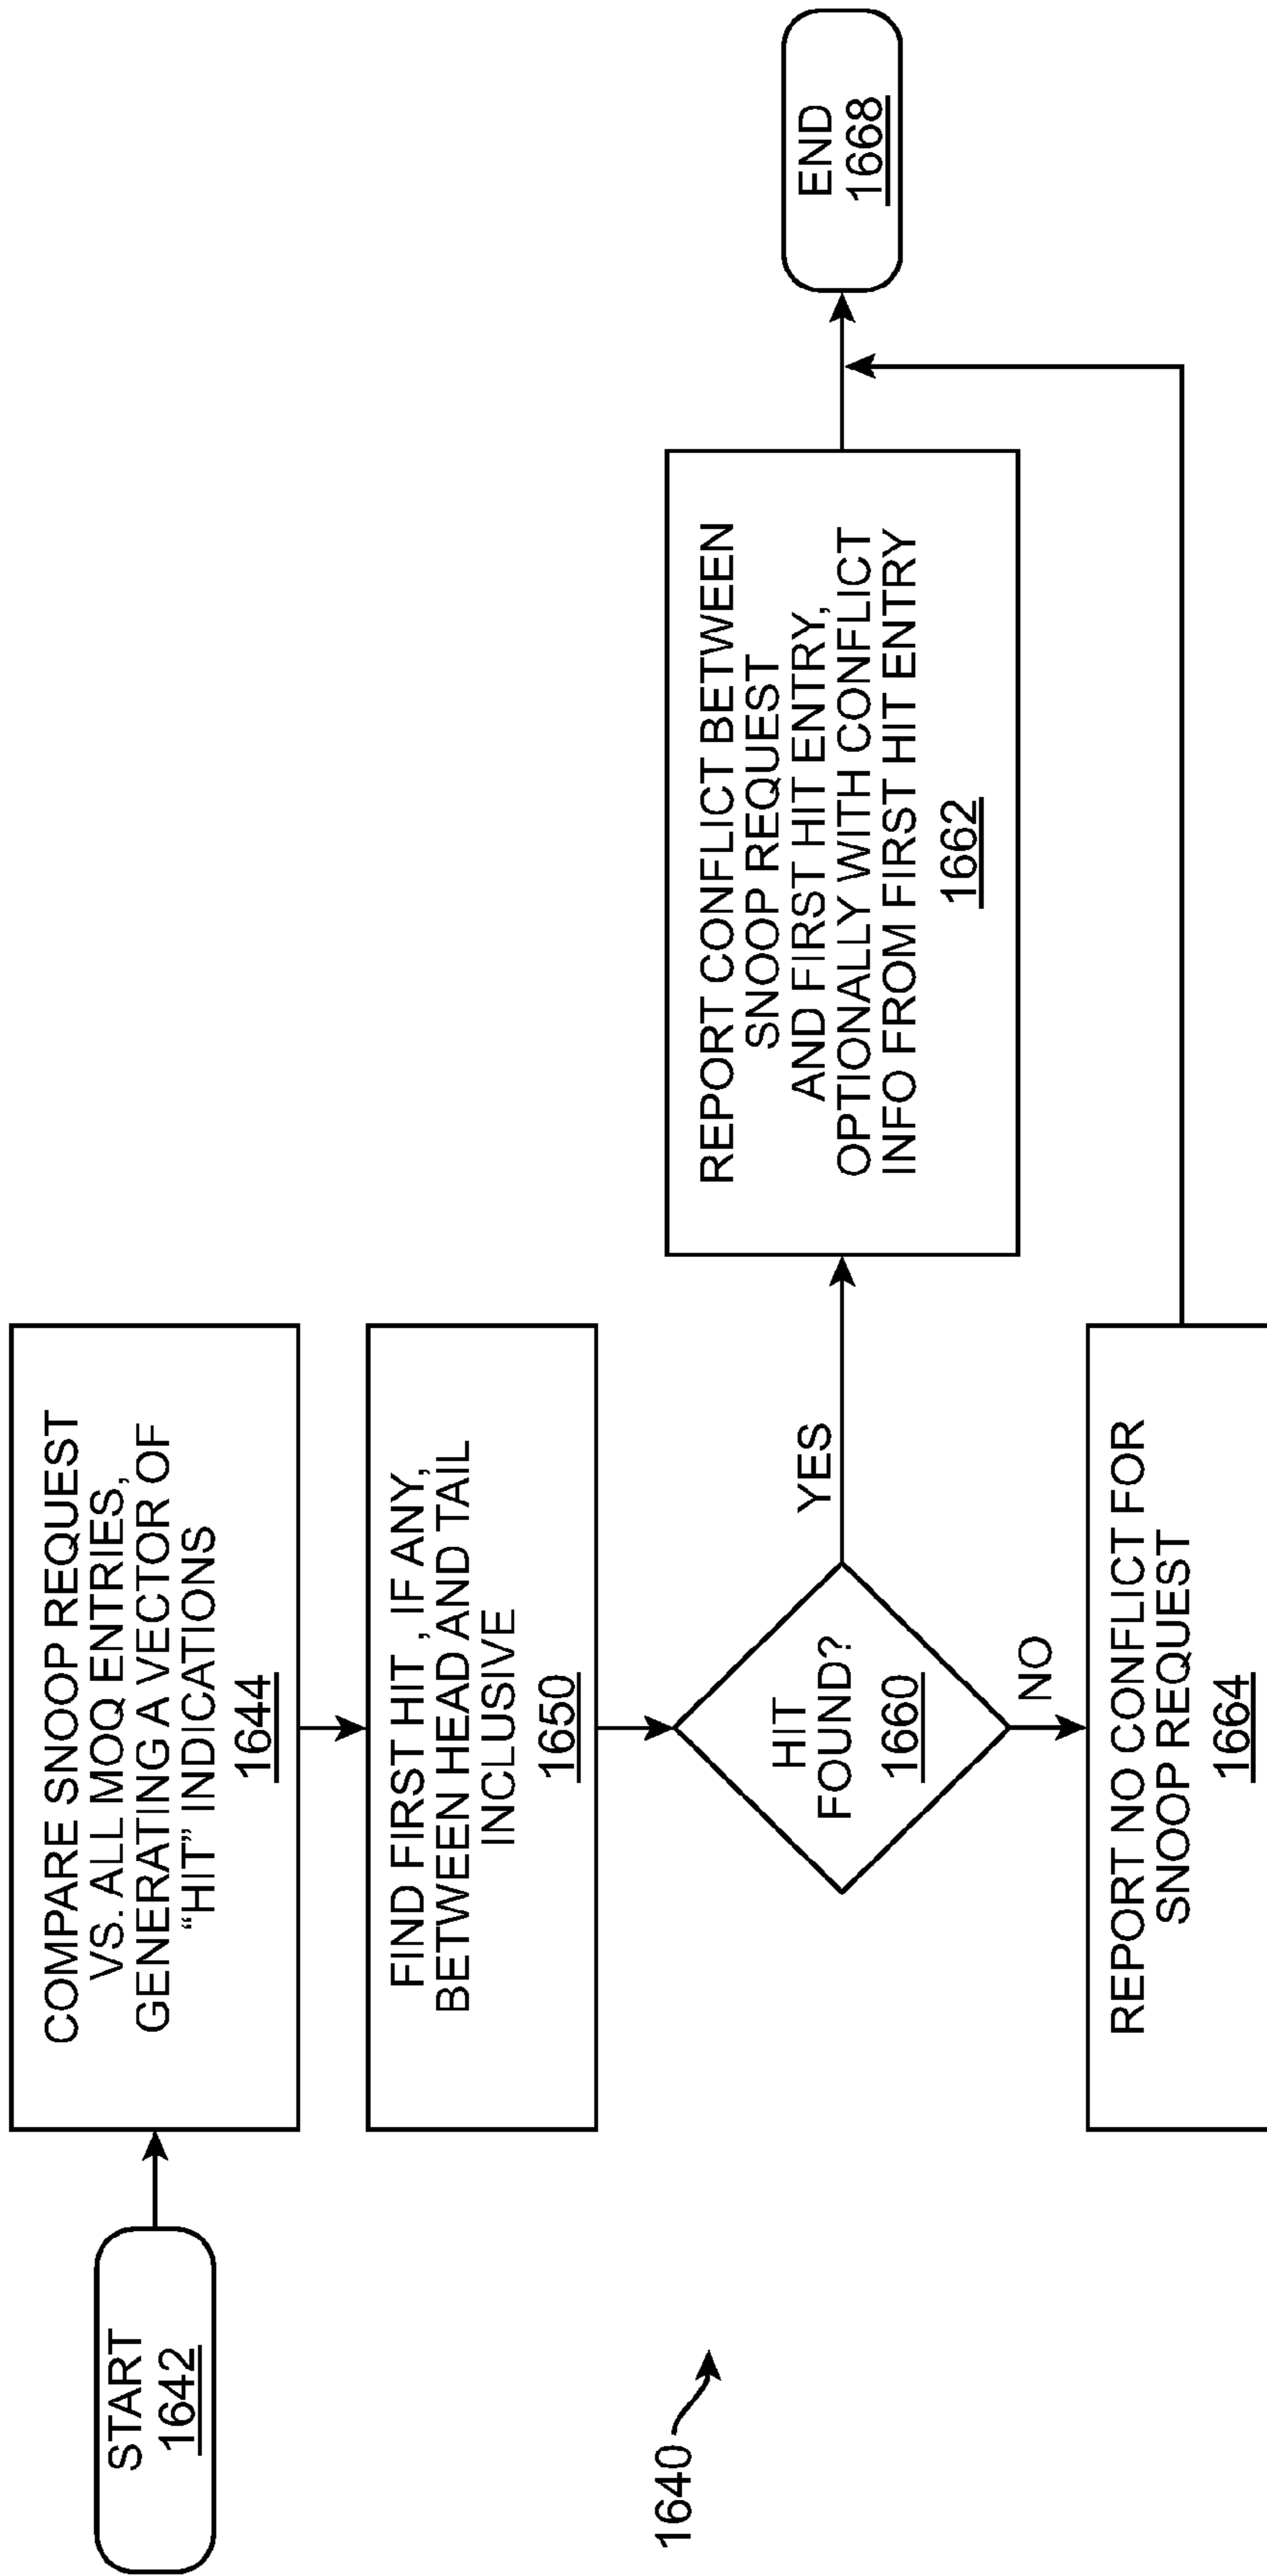 START
1642
COMPARE SNOOP REQUEST
VS. ALL MOQ ENTRIES,
GENERATING A VECTOR OF
“HIT” INDICATIONS
1644
FIND FIRST HIT , IF ANY,
BETWEEN HEAD AND TAIL
INCLUSIVE
1650
HIT
FOUND?
1660
YES
NO
REPORT CONFLICT BETWEEN
SNOOP REQUEST
AND FIRST HIT ENTRY,
OPTIONALLY WITH CONFLICT
INFO FROM FIRST HIT ENTRY
1662
REPORT NO CONFLICT FOR
SNOOP REQUEST
1664
END
1668
1640